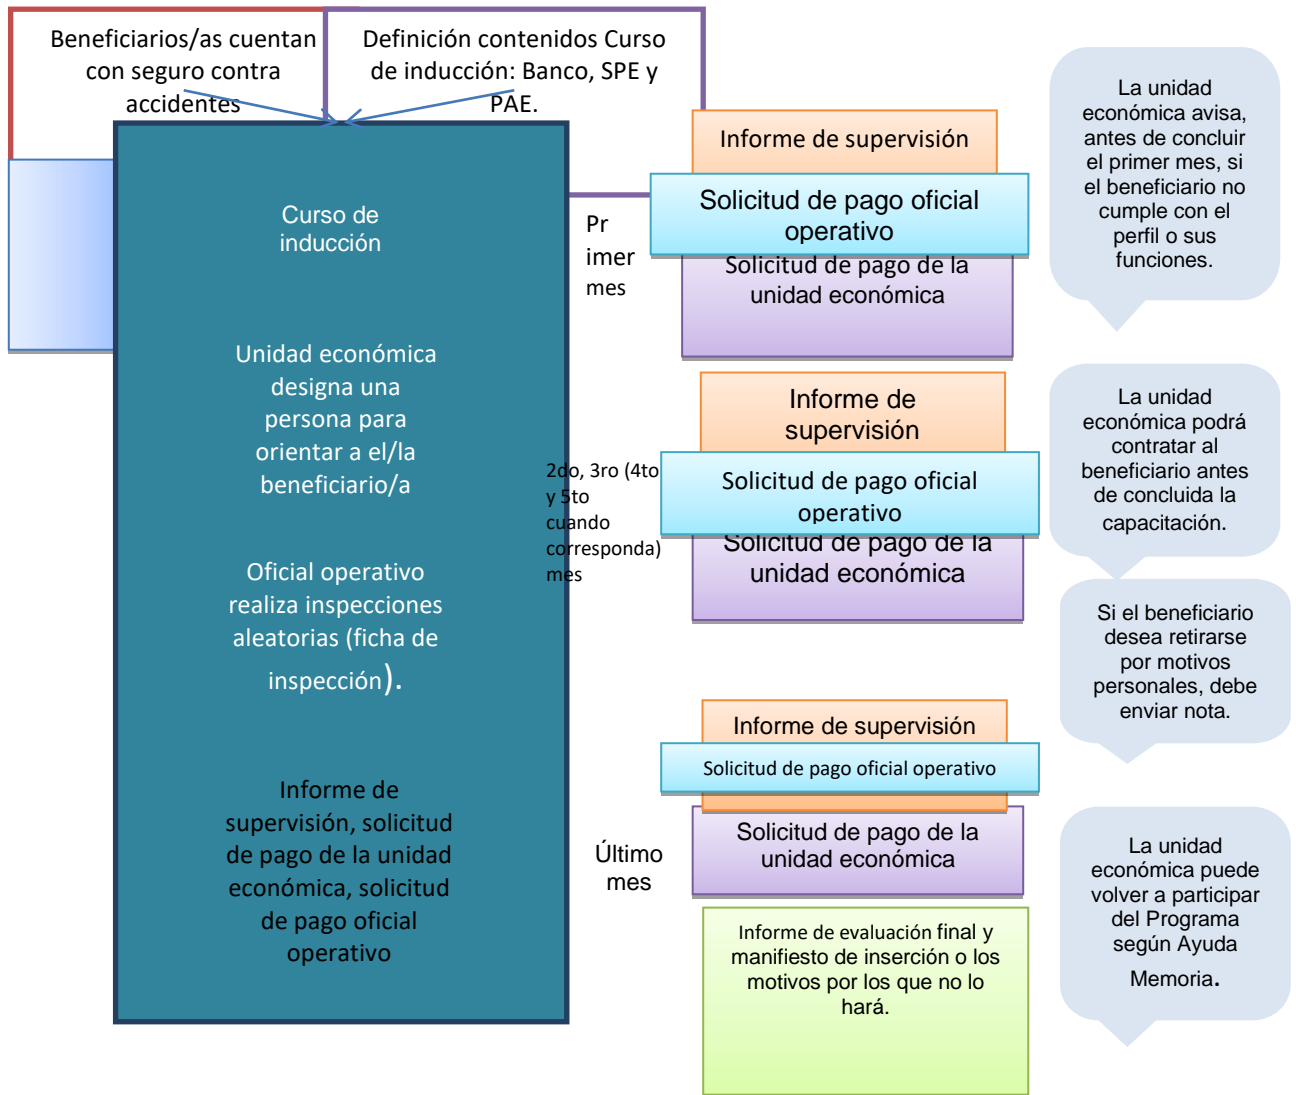 Beneficiarios/as cuentan
con seguro contra
accidentes
Definición contenidos Curso
de inducción: Banco, SPE y
PAE.
Curso de
inducción
Unidad económica
designa una
persona para
orientar a el/la
beneficiario/a
Oficial operativo
realiza inspecciones
aleatorias (ficha de
inspección).
Informe de
supervisión, solicitud
de pago de la unidad
económica, solicitud
de pago oficial
operativo
Pr
imer
mes
Informe de supervisión
Solicitud de pago oficial
operativo
Solicitud de pago de la
unidad económica
La unidad
económica avisa,
antes de concluir
el primer mes, si
el beneficiario no
cumple con el
perfil o sus
funciones.
2do, 3ro (4to
y 5to
cuando
corresponda)
mes
Informe de
supervisión
Solicitud de pago oficial
operativo
Solicitud de pago de la
unidad económica
La unidad
económica podrá
contratar al
beneficiario antes
de concluida la
capacitación.
Si el beneficiario
desea retirarse
por motivos
personales, debe
enviar nota.
Último
mes
Informe de supervisión
Solicitud de pago oficial operativo
Solicitud de pago de la
unidad económica
Informe de evaluación final y
manifiesto de inserción o los
motivos por los que no lo
hará.
La unidad
económica puede
volver a participar
del Programa
según Ayuda
Memoria.